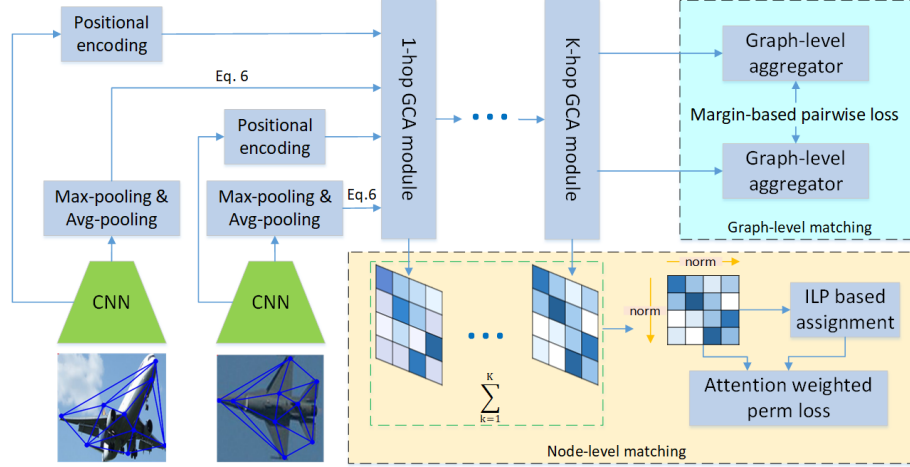 Positional
encoding
Eq. 6
Positional
encoding
Max-pooling &
Avg-pooling
Max-pooling &
Avg-pooling
Eq.6
CNN
CNN
1-hop GCA module
K-hop GCA module
Graph-level
aggregator
Margin-based pairwise loss
Graph-level
aggregator
Graph-level matching
K
∑
k=1
norm
norm
ILP based
assignment
Attention weighted
perm loss
Node-level matching